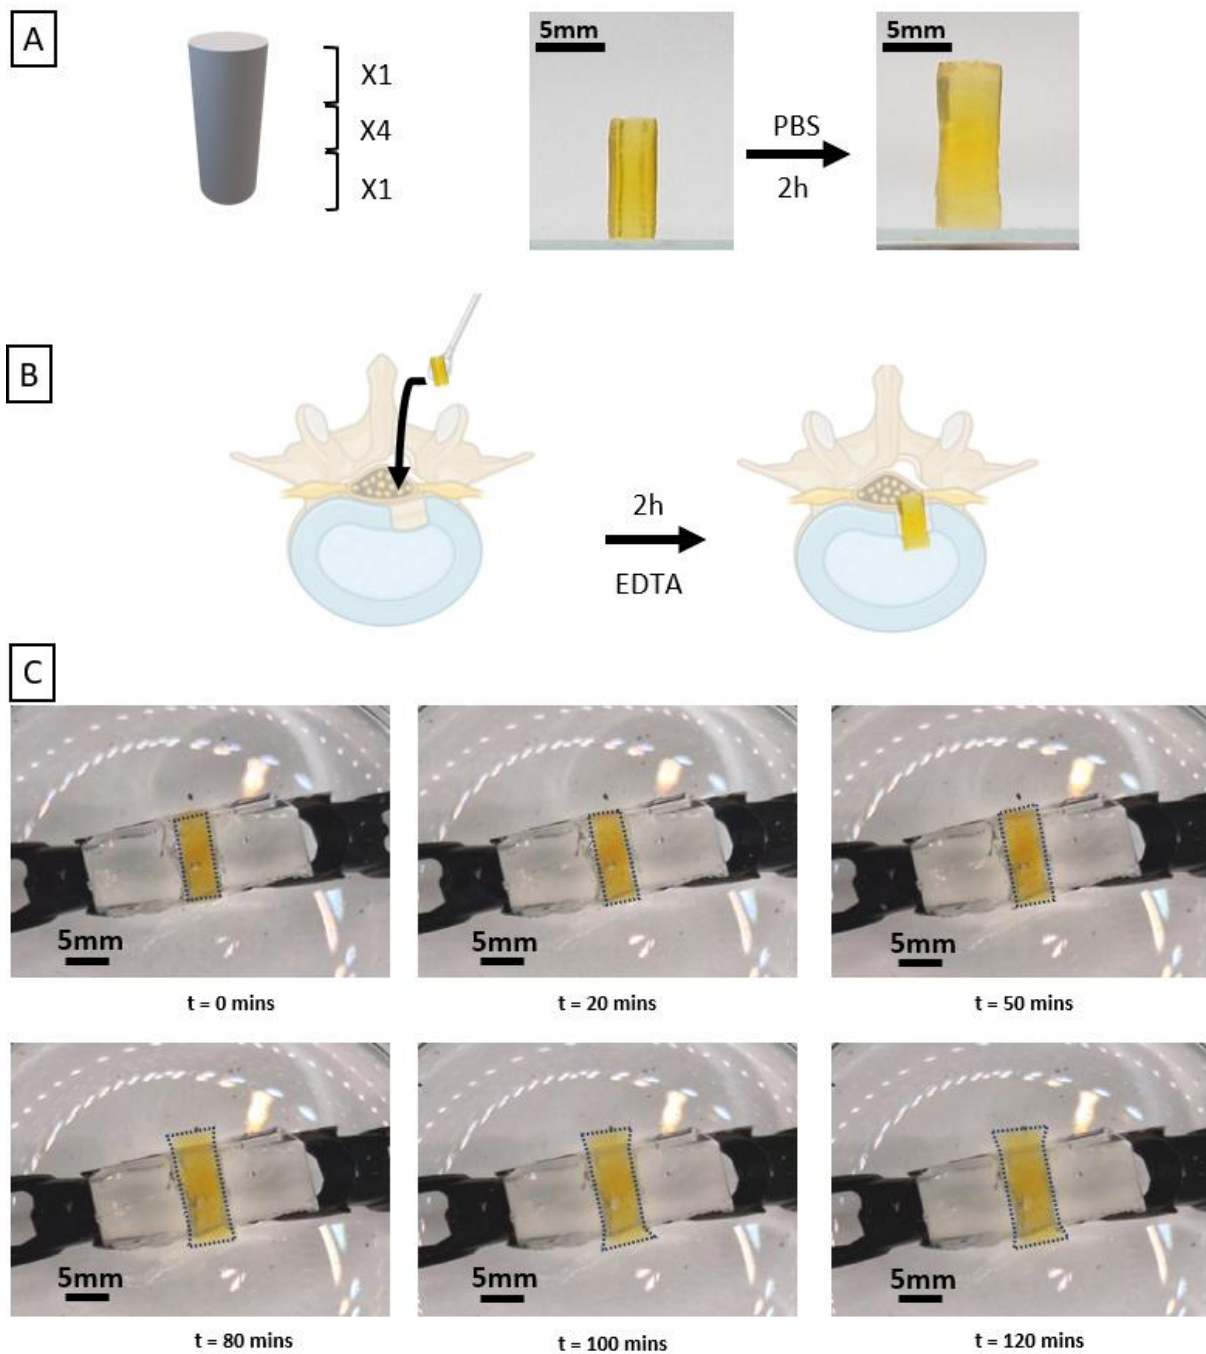 A
X1
X4
X1
5mm
PBS
2h
5mm
B
2h
EDTA
C
5mm
5mm
5mm
t = 0 mins
t = 20 mins
t = 50 mins
5mm
5mm
5mm
t = 80 mins
t = 100 mins
t = 120 mins